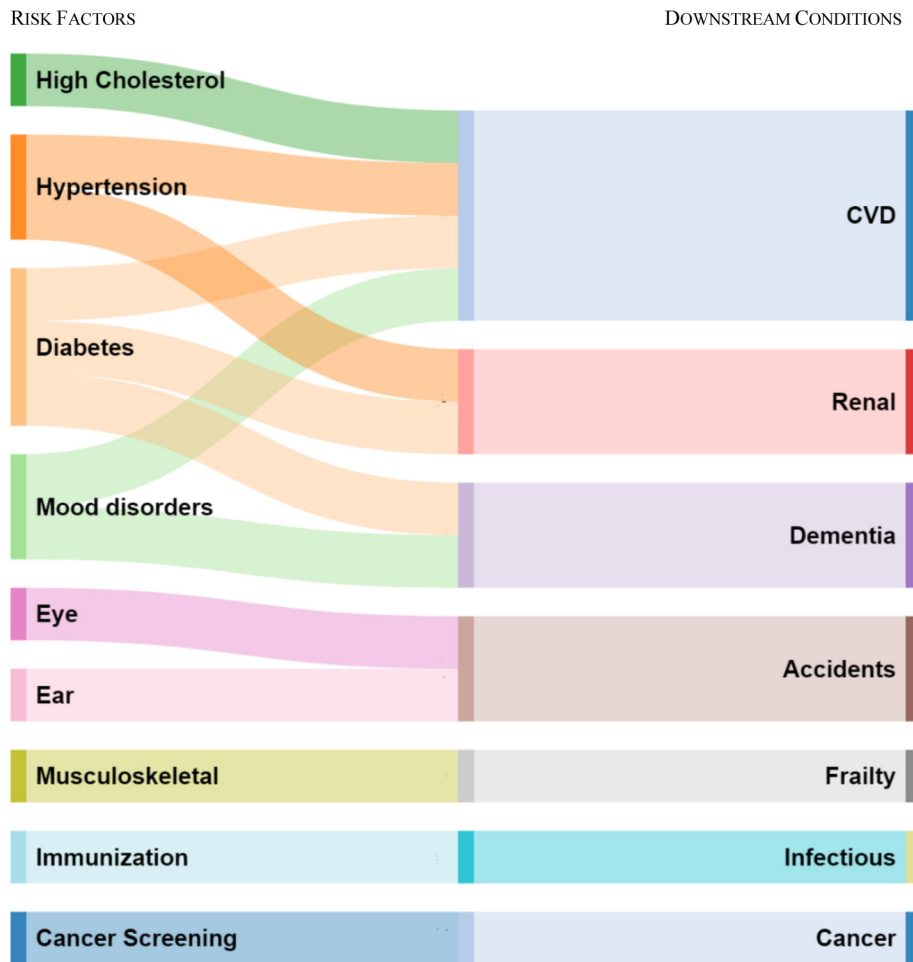 RISK FACTORS
DOWNSTREAM CONDITIONS
High Cholesterol
Hypertension
CVD
Diabetes
Renal
Mood disorders
Dementia
Eye
Accidents
Ear
Musculoskeletal
Frailty
Immunization
Infectious
Cancer Screening
Cancer